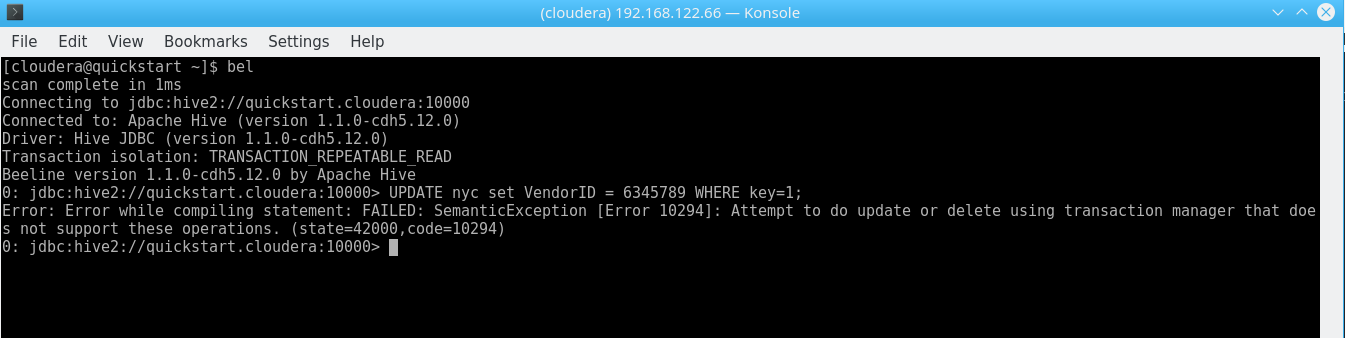 (cloudera) 192.168.122.66 — Konsole
File Edit View Bookmarks Settings Help
[cloudera@quickstart ~]$ bel
scan complete in 1ms
Connecting to jdbc:hive2://quickstart.cloudera:10000
Connected to: Apache Hive (version 1.1.0-cdh5.12.0)
Driver: Hive JDBC (version 1.1.0-cdh5.12.0)
Transaction isolation: TRANSACTION_REPEATABLE_READ
Beeline version 1.1.0-cdh5.12.0 by Apache Hive
0: jdbc:hive2://quickstart.cloudera:10000> UPDATE nyc set VendorID = 6345789 WHERE key=1;
Error: Error while compiling statement: FAILED: SemanticException [Error 10294]: Attempt to do update or delete using transaction manager that doe
s not support these operations. (state=42000,code=10294)
0: jdbc:hive2://quickstart.cloudera:10000>